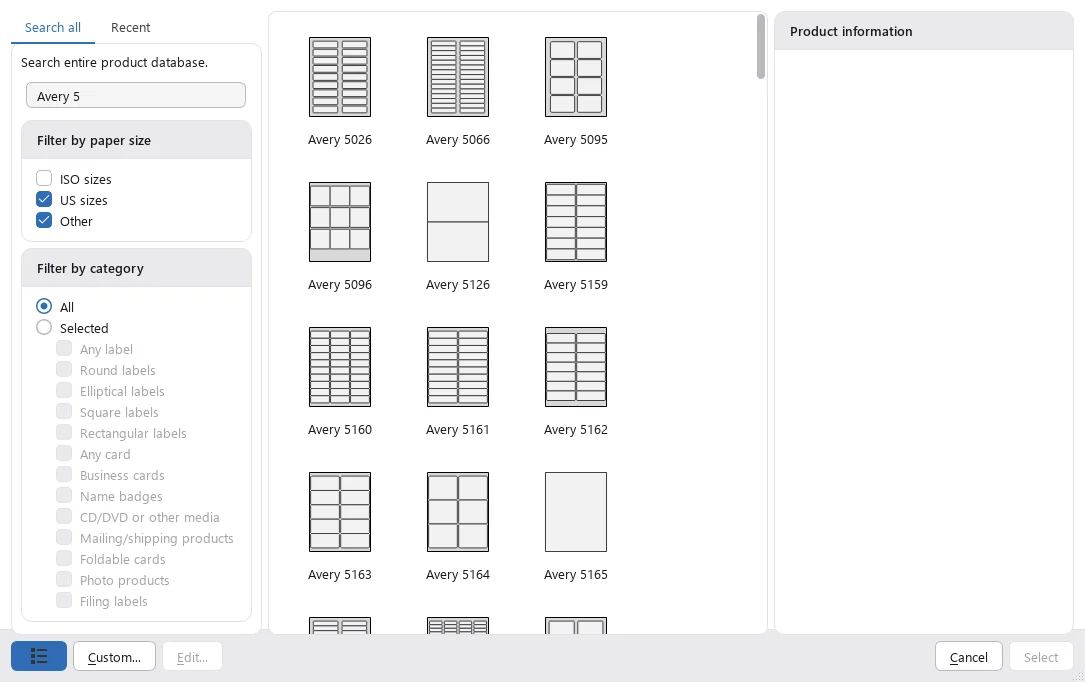 Search all
Recent
Search entire product database.
Avery 5
Filter by paper size
ISO sizes
US sizes
Other
Filter by category
All
Selected
Any label
Round labels
Elliptical labels
Square labels
Rectangular labels
Any card
Business cards
Name badges
CD/DVD or other media
Mailing/shipping products
Foldable cards
Photo products
Filing labels
Avery 5026
Avery 5066
Avery 5095
Avery 5096
Avery 5126
Avery 5159
Avery 5160
Avery 5161
Avery 5162
Avery 5163
Avery 5164
Avery 5165
Product information
Custom...
Edit...
Cancel
Select